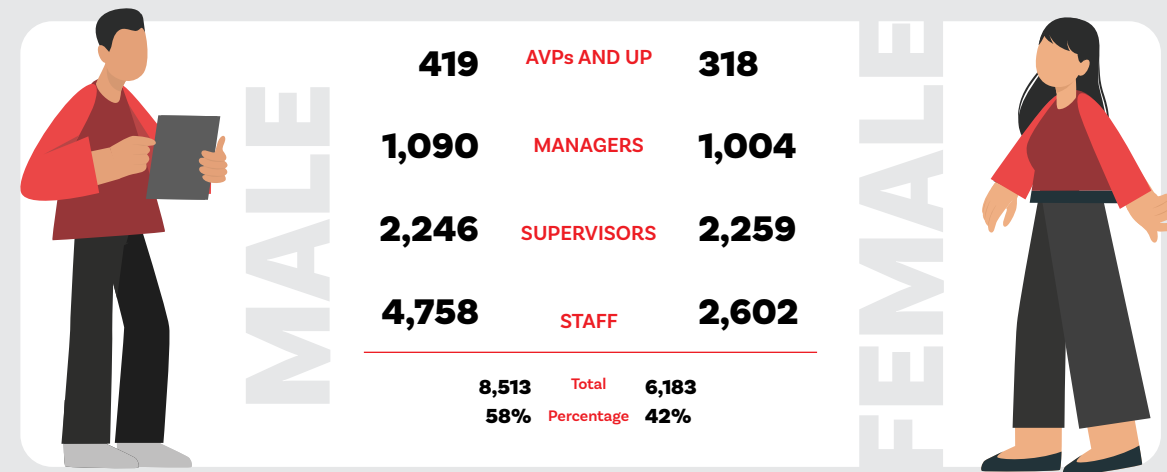 MALE
FEMALE
419 AVPs AND UP 318
1,090 MANAGERS 1,004
2,246 SUPERVISORS 2,259
4,758 STAFF 2,602
8,513 Total 6,183
58% Percentage 42%